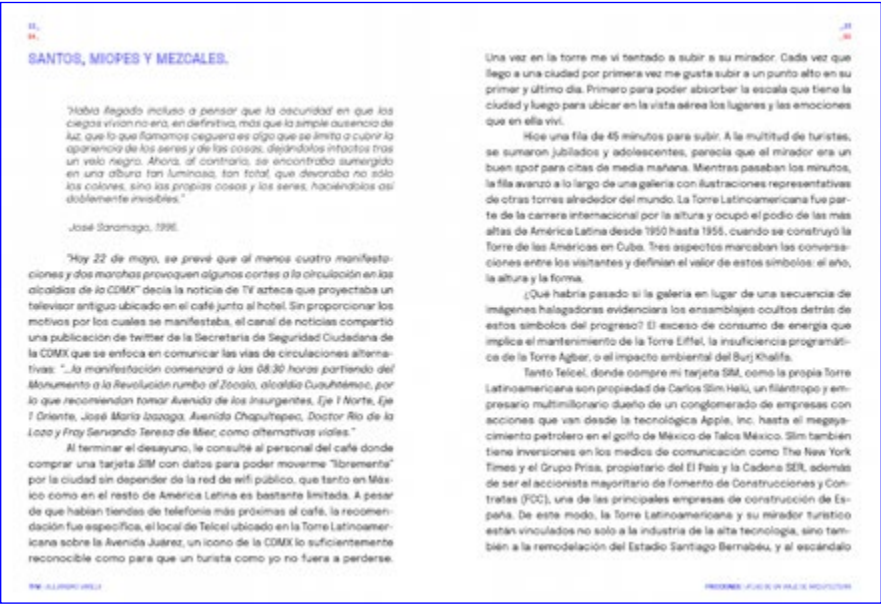 SANTOS, MIOPES Y MEZCALES.
"Había llegado incluso a pensar que la oscuridad en que los
ciegos vivían no era, en definitiva, más que la simple ausencia de
luz, que lo que llamamos ceguera es algo que se limita a cubrir la
apariencia de los seres y de las cosas, dejándolos intactos tras
un velo negro. Ahora, al contrario, se encontraba sumergido
en una albura tan luminosa, tan total, que devoraba no sólo
los colores, sino las propias cosas y los seres, haciéndolos así
doblemente invisibles."
José Saramago, 1996.
"Hoy 22 de mayo, se prevé que al menos cuatro manifesta-
ciones y dos marchas provoquen algunos cortes a la circulación en las
alcaldías de la CDMX" decía la noticia de TV azteca que proyectaba un
televisor antiguo ubicado en el café junto al hotel. Sin proporcionar los
motivos por los cuales se manifestaba, el canal de noticias compartió
una publicación de twitter de la Secretaría de Seguridad Ciudadana de
la CDMX que se enfoca en comunicar las vías de circulaciones alterna-
tivas: "...la manifestación comenzará a las 08:30 horas partiendo del
Monumento a la Revolución rumbo al Zócalo, alcaldía Cuauhtémoc, por
lo que recomiendan tomar Avenida de los Insurgentes, Eje 1 Norte, Eje
1 Oriente, José María Izazaga, Avenida Chapultepec, Doctor Río de la
Loza y Fray Servando Teresa de Mier, como alternativas viales."
Al terminar el desayuno, le consulté al personal del café donde
comprar una tarjeta SIM con datos para poder moverme "libremente"
por la ciudad sin depender de la red de wifi público, que tanto en Méx-
ico como en el resto de América Latina es bastante limitada. A pesar
de que habían tiendas de telefonía más próximas al café, la recomen-
dación fue específica, el local de Telcel ubicado en la Torre Latinoamer-
icana sobre la Avenida Juárez, un icono de la CDMX lo suficientemente
reconocible como para que un turista como yo no fuera a perderse.
Una vez en la torre me vi tentado a subir a su mirador. Cada vez que
llego a una ciudad por primera vez me gusta subir a un punto alto en su
primer y último día. Primero para poder absorber la escala que tiene la
ciudad y luego para ubicar en la vista aérea los lugares y las emociones
que en ella viví.
Hice una fila de 45 minutos para subir. A la multitud de turistas,
se sumaron jubilados y adolescentes, parecía que el mirador era un
buen spot para citas de media mañana. Mientras pasaban los minutos,
la fila avanzó a lo largo de una galería con ilustraciones representativas
de otras torres alrededor del mundo. La Torre Latinoamericana fue par-
te de la carrera internacional por la altura y ocupó el podio de las más
altas de América Latina desde 1950 hasta 1956, cuando se construyó la
Torre de las Américas en Cuba. Tres aspectos marcaban las conversa-
ciones entre los visitantes y definían el valor de estos símbolos: el año,
la altura y la forma.
¿Qué habría pasado si la galería en lugar de una secuencia de
imágenes halagadoras evidenciara los ensamblajes ocultos detrás de
estos símbolos del progreso? El exceso de consumo de energía que
implica el mantenimiento de la Torre Eiffel, la insuficiencia programáti-
ca de la Torre Agbar, o el impacto ambiental del Burj Khalifa.
Tanto Telcel, donde compre mi tarjeta SIM, como la propia Torre
Latinoamericana son propiedad de Carlos Slim Helú, un filántropo y em-
presario multimillonario dueño de un conglomerado de empresas con
acciones que van desde la tecnológica Apple, Inc. hasta el megaya-
cimiento petrolero en el golfo de México de Talos México. Slim también
tiene inversiones en los medios de comunicación como The New York
Times y el Grupo Prisa, propietario del El País y la Cadena SER, además
de ser el accionista mayoritario de Fomento de Construcciones y Con-
tratas (FCC), una de las principales empresas de construcción de Es-
paña. De este modo, la Torre Latinoamericana y su mirador turístico
están vinculados no solo a la industria de la alta tecnología, sino tam-
bién a la remodelación del Estadio Santiago Bernabéu, y al escándalo